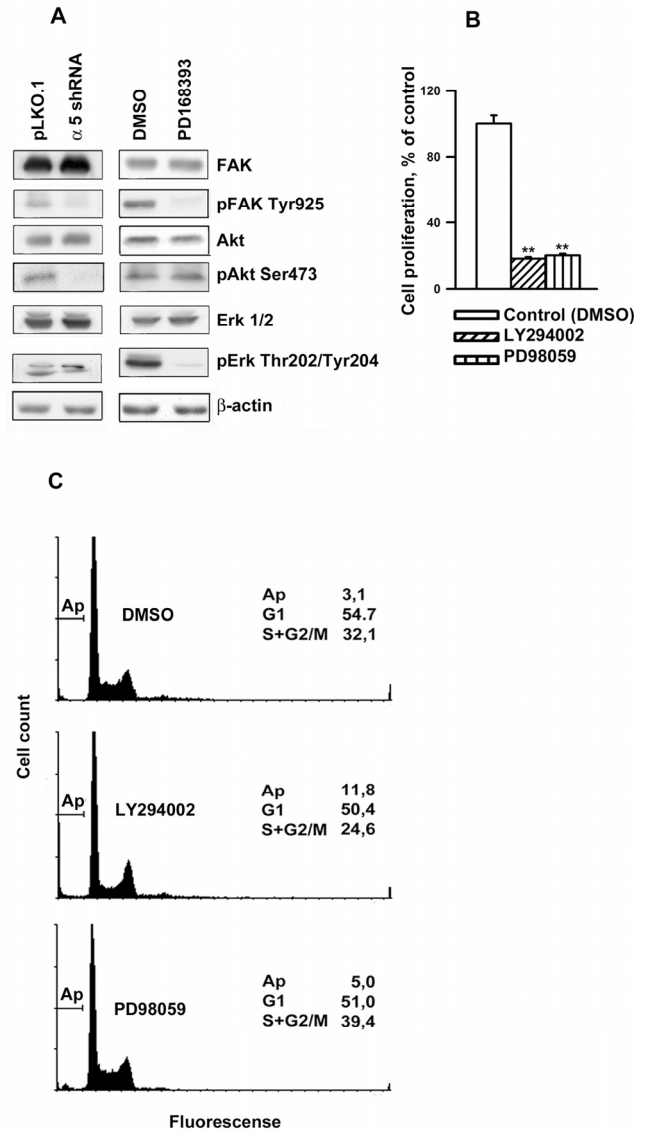 A
pLKO.1
α 5 shRNA
DMSO
PD168393
FAK
pFAK Tyr925
Akt
pAkt Ser473
Erk 1/2
pErk Thr202/Tyr204
β-actin
B
Cell proliferation, % of control
120
80
40
0
** **
Control (DMSO)
LY294002
PD98059
C
Cell count
Ap
DMSO
Ap 3,1
G1 54.7
S+G2/M 32,1
Ap
LY294002
Ap 11,8
G1 50,4
S+G2/M 24,6
Ap
PD98059
Ap 5,0
G1 51,0
S+G2/M 39,4
Fluorescense